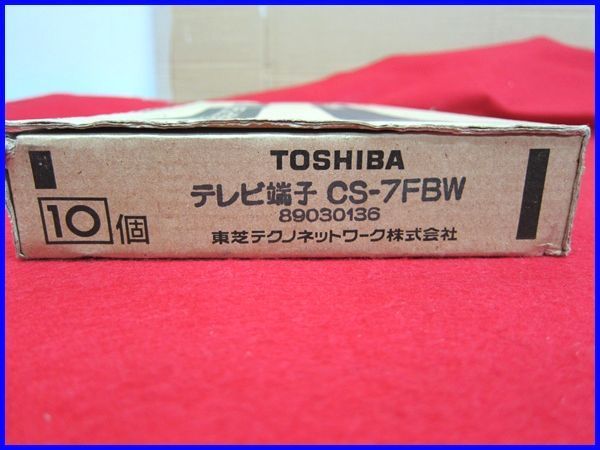 TOSHIBA
テレビ端子 CS-7FBW
89030136
10個
東芝テクノネットワーク株式会社